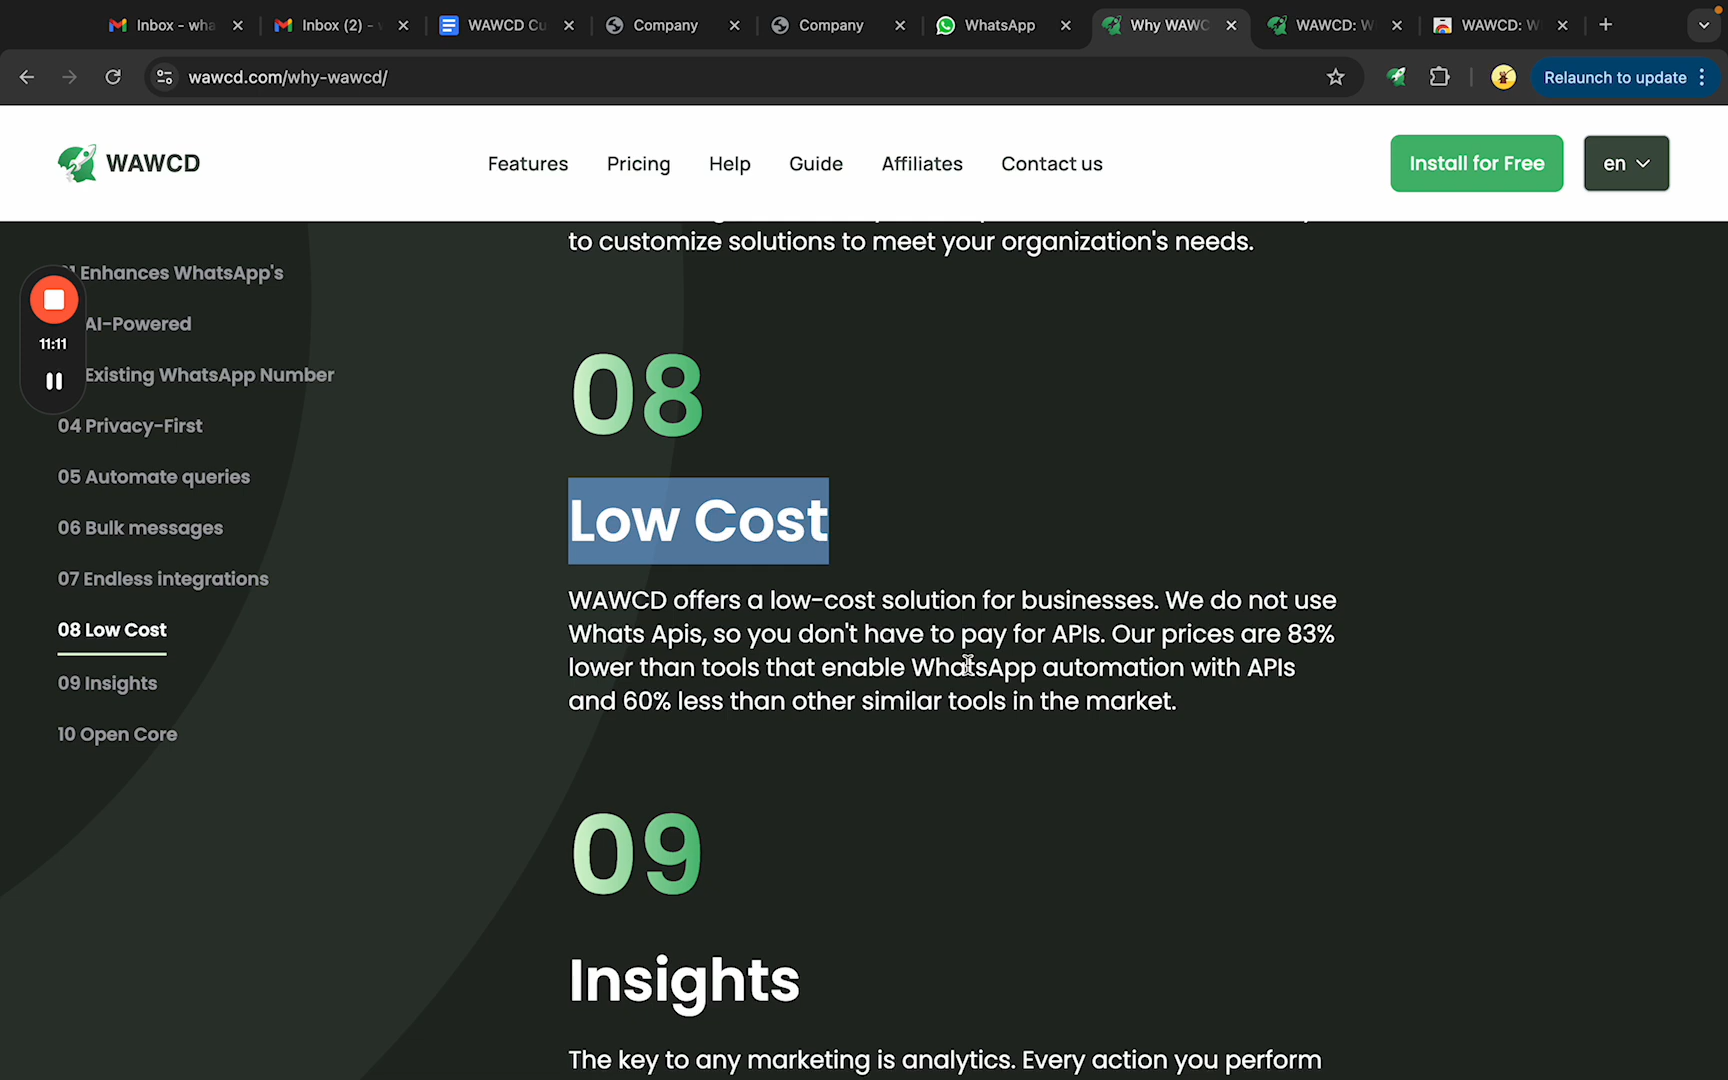 Inbox - wha
Inbox (2) -
WAWCD Cu
Company
Company
WhatsApp
Why WAWC
WAWCD: W
WAWCD: W
wawcd.com/why-wawcd/
Relaunch to update
WAWCD
Features
Pricing
Help
Guide
Affiliates
Contact us
Install for Free
en
to customize solutions to meet your organization's needs.
Enhances WhatsApp's
AI-Powered
11:11
Existing WhatsApp Number
04 Privacy-First
05 Automate queries
06 Bulk messages
07 Endless integrations
08 Low Cost
09 Insights
10 Open Core
08
Low Cost
WAWCD offers a low-cost solution for businesses. We do not use
Whats Apis, so you don't have to pay for APIs. Our prices are 83%
lower than tools that enable WhatsApp automation with APIs
and 60% less than other similar tools in the market.
09
Insights
The key to any marketing is analytics. Every action you perform